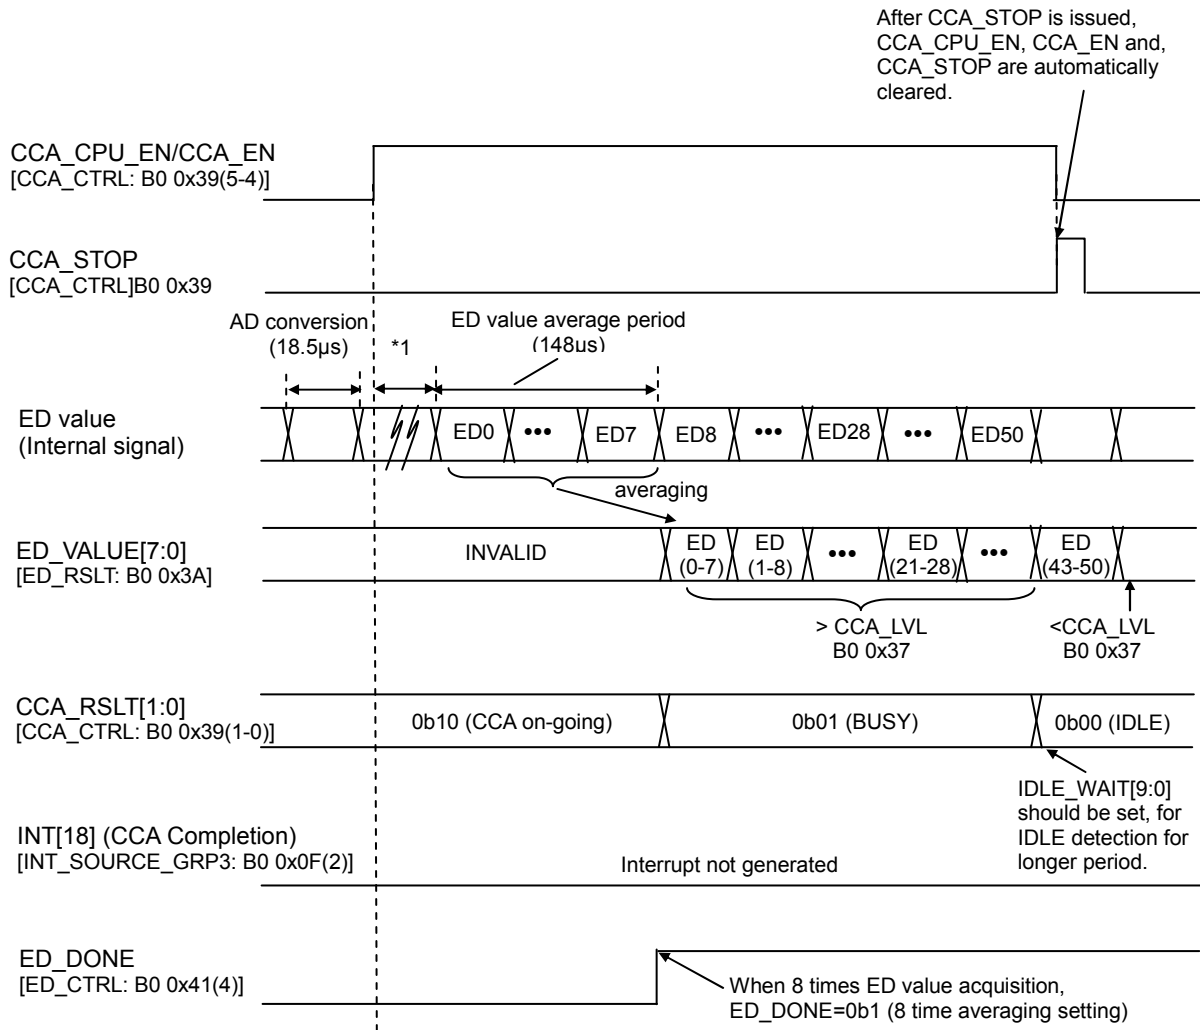 After CCA_STOP is issued,
CCA_CPU_EN, CCA_EN and,
CCA_STOP are automatically
cleared.
CCA_CPU_EN/CCA_EN
[CCA_CTRL: B0 0x39(5-4)]
CCA_STOP
[CCA_CTRL]B0 0x39
AD conversion
(18.5µs)
*1
ED value average period
(148µs)
ED value
(Internal signal)
ED0 ••• ED7 ED8 ••• ED28 ••• ED50
averaging
ED_VALUE[7:0]
[ED_RSLT: B0 0x3A]
INVALID
ED
(0-7)
ED
(1-8)
•••
ED
(21-28)
•••
ED
(43-50)
> CCA_LVL
B0 0x37
<CCA_LVL
B0 0x37
CCA_RSLT[1:0]
[CCA_CTRL: B0 0x39(1-0)]
0b10 (CCA on-going)
0b01 (BUSY)
0b00 (IDLE)
IDLE_WAIT[9:0]
should be set, for
IDLE detection for
longer period.
INT[18] (CCA Completion)
[INT_SOURCE_GRP3: B0 0x0F(2)]
Interrupt not generated
ED_DONE
[ED_CTRL: B0 0x41(4)]
When 8 times ED value acquisition,
ED_DONE=0b1 (8 time averaging setting)